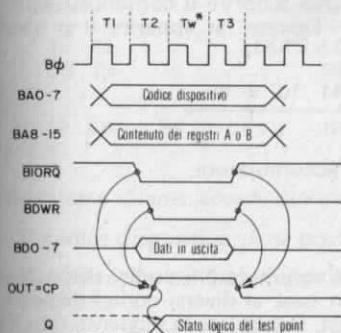 T1 T2 Tw* T3
Bϕ
BA0-7 Codice dispositivo
BA8-15 Contenuto dei registri A o B
BIORQ
BDWR
BD0-7 Dati in uscita
OUT=CP
Q Stato logico del test point